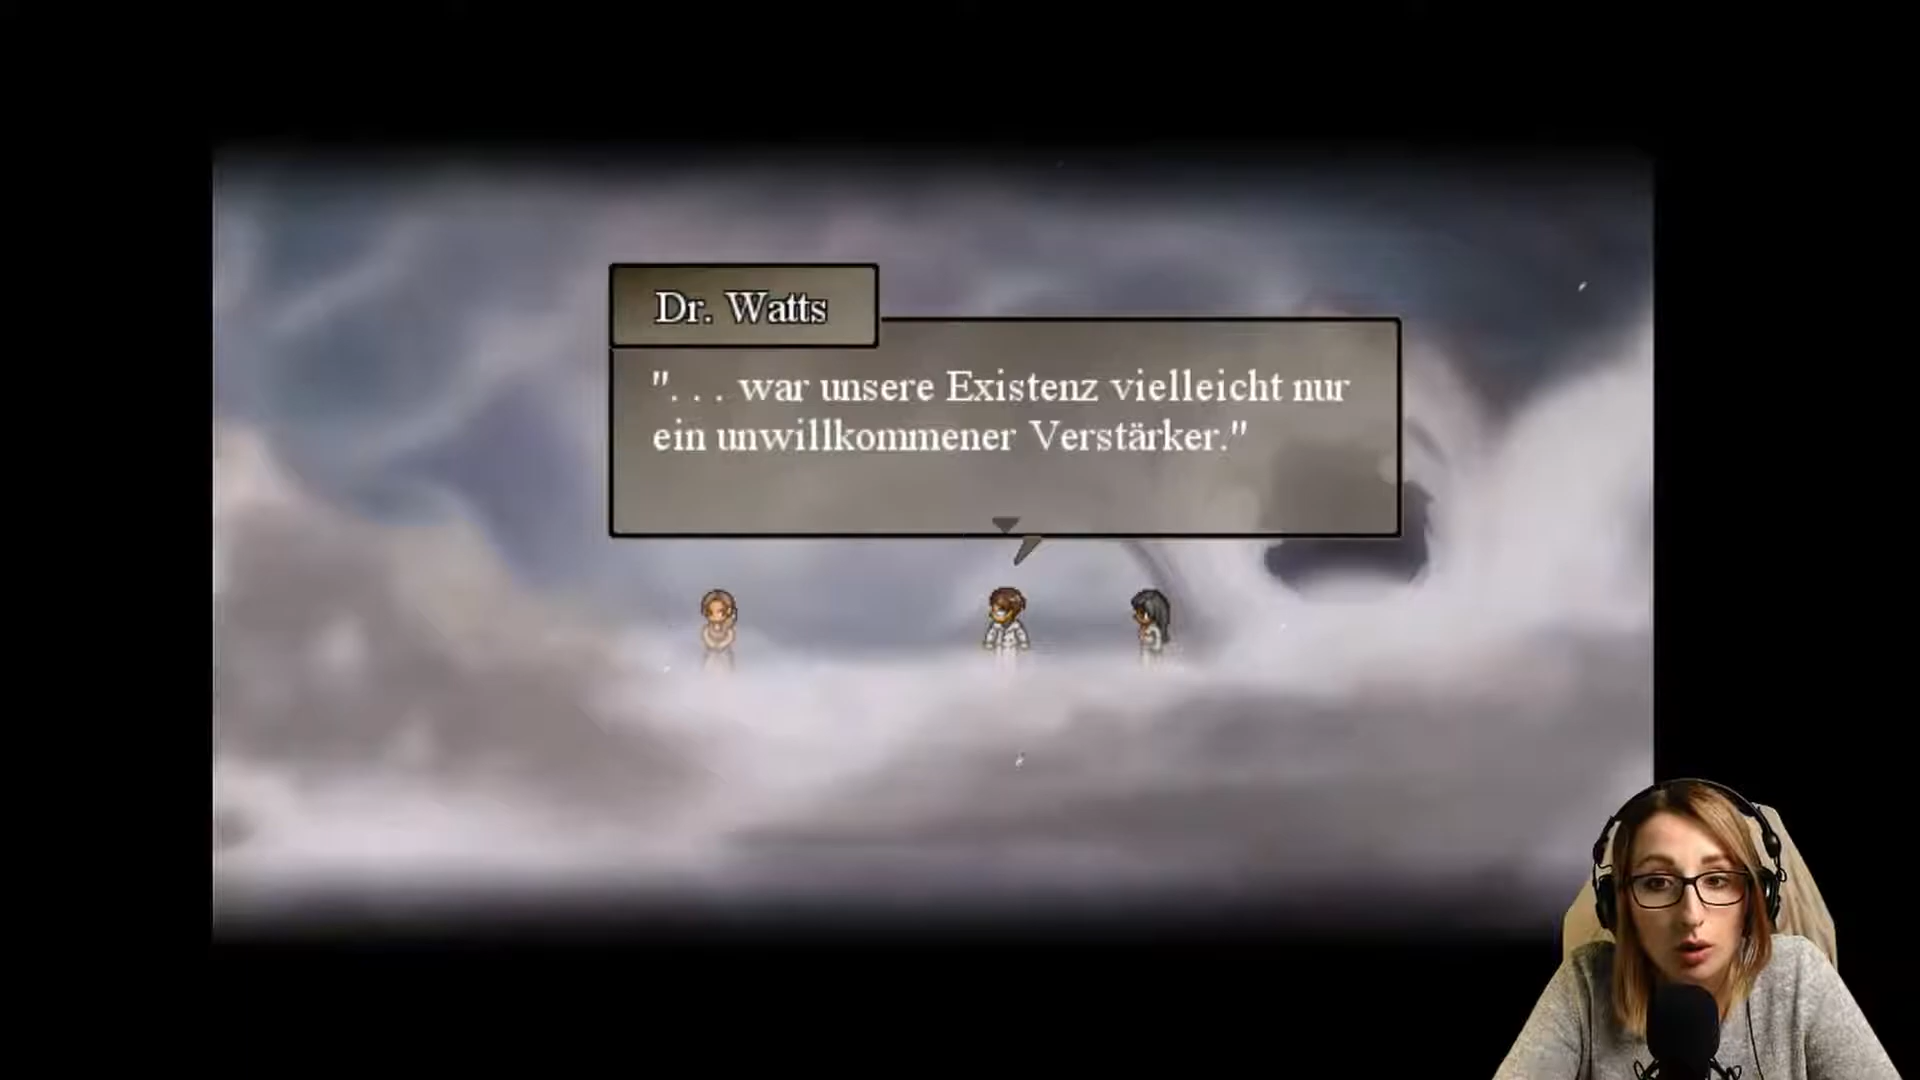 Dr. Watts
". . . war unsere Existenz vielleicht nur
ein unwillkommener Verstärker."